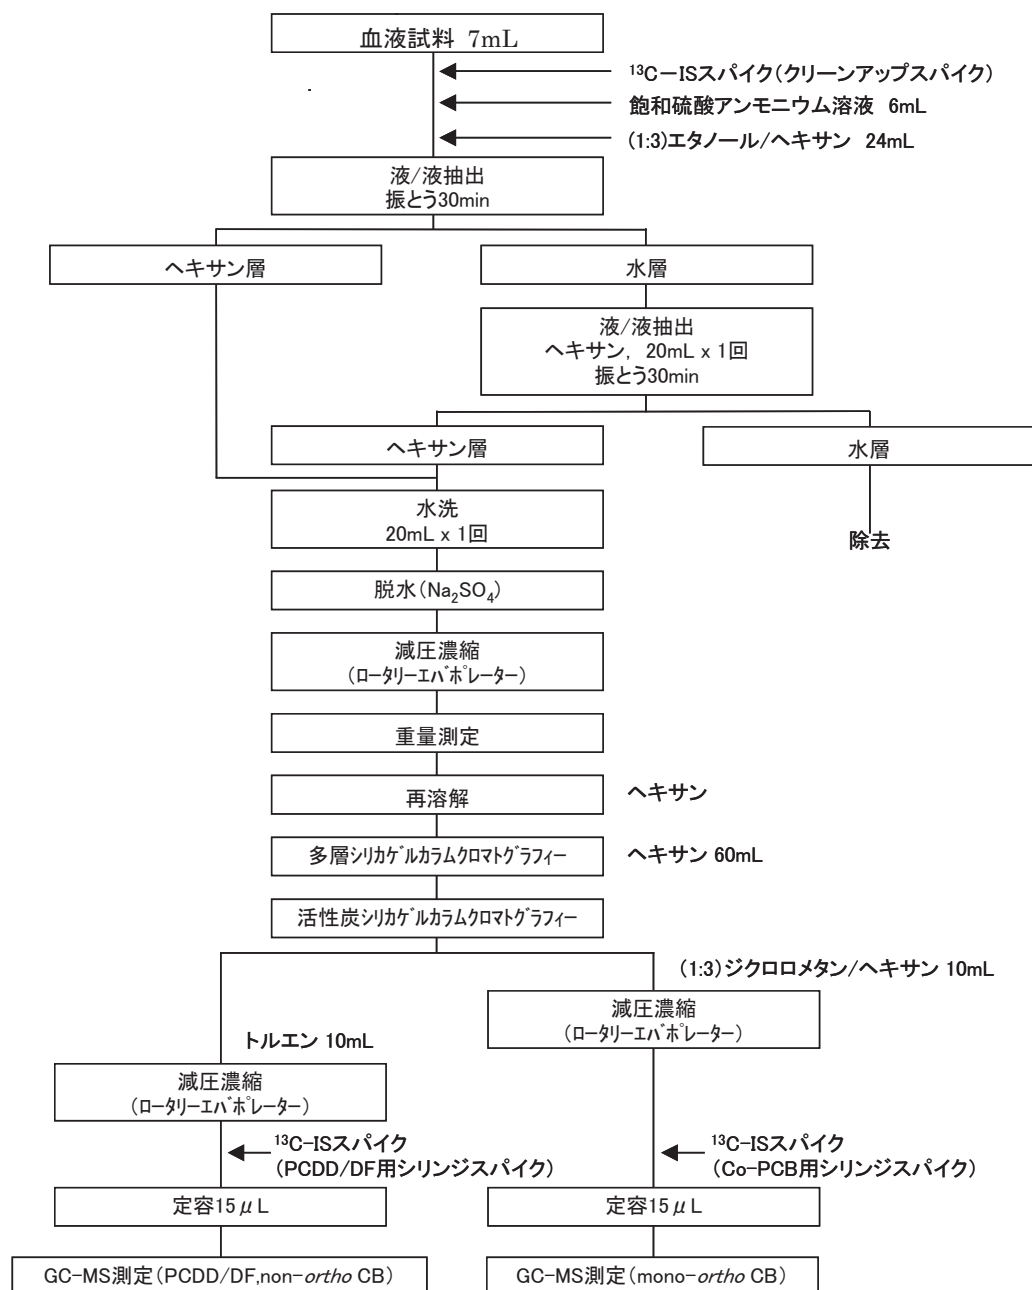 血液試料 7mL
¹³C－ISスパイク（クリーンアップスパイク）
飽和硫酸アンモニウム溶液 6mL
(1:3)エタノール/ヘキサン 24mL
液/液抽出
振とう30min
ヘキサン層
水層
液/液抽出
ヘキサン， 20mL x 1回
振とう30min
ヘキサン層
水層
水洗
20mL x 1回
除去
脱水（Na₂SO₄）
減圧濃縮
（ﾛｰﾀﾘｰｴﾊﾞﾎﾟﾚｰﾀｰ）
重量測定
再溶解
ヘキサン
多層ｼﾘｶｹﾞﾙｶﾗﾑｸﾛﾏﾄｸﾞﾗﾌｨｰ
ヘキサン 60mL
活性炭ｼﾘｶｹﾞﾙｶﾗﾑｸﾛﾏﾄｸﾞﾗﾌｨｰ
（1:3）ジクロロメタン/ヘキサン 10mL
減圧濃縮
（ﾛｰﾀﾘｰｴﾊﾞﾎﾟﾚｰﾀｰ）
トルエン 10mL
減圧濃縮
（ﾛｰﾀﾘｰｴﾊﾞﾎﾟﾚｰﾀｰ）
¹³C-ISスパイク
（PCDD/DF用シリンジスパイク）
¹³C-ISスパイク
（Co-PCB用シリンジスパイク）
定容15μL
定容15μL
GC-MS測定（PCDD/DF,non-ortho CB）
GC-MS測定（mono-ortho CB）